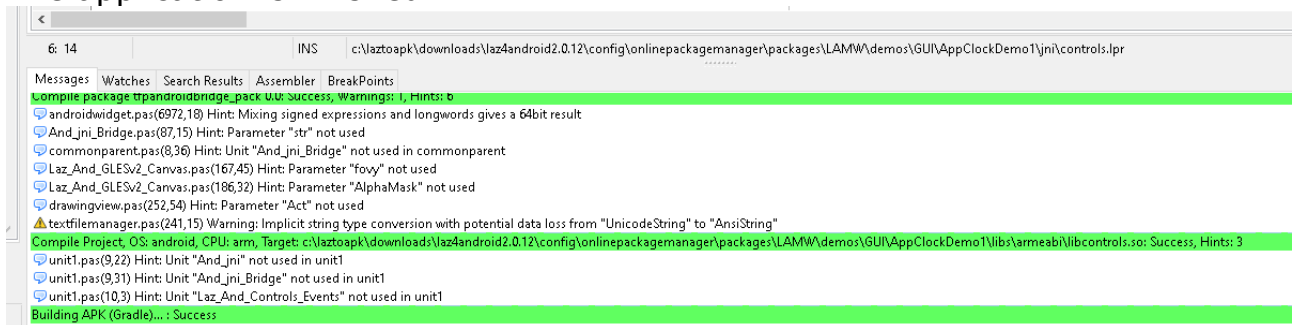 6: 14 INS c:\laztoapk\downloads\laz4android2.0.12\config\onlinepackagemanager\packages\LAMW\demos\GUI\AppClockDemo1\jni\controls.lpr
Messages Watches Search Results Assembler BreakPoints
Compile package tfpandroidbridge_pack 0.0: Success, Warnings: 1, Hints: 6
androidwidget.pas(6972,18) Hint: Mixing signed expressions and longwords gives a 64bit result
And_jni_Bridge.pas(87,15) Hint: Parameter "str" not used
commonparent.pas(8,36) Hint: Unit "And_jni_Bridge" not used in commonparent
Laz_And_GLESv2_Canvas.pas(167,45) Hint: Parameter "fovy" not used
Laz_And_GLESv2_Canvas.pas(186,32) Hint: Parameter "AlphaMask" not used
drawingview.pas(252,54) Hint: Parameter "Act" not used
textfilemanager.pas(241,15) Warning: Implicit string type conversion with potential data loss from "UnicodeString" to "AnsiString"
Compile Project, OS: android, CPU: arm, Target: c:\laztoapk\downloads\laz4android2.0.12\config\onlinepackagemanager\packages\LAMW\demos\GUI\AppClockDemo1\libs\armeabi\libcontrols.so: Success, Hints: 3
unit1.pas(9,22) Hint: Unit "And_jni" not used in unit1
unit1.pas(9,31) Hint: Unit "And_jni_Bridge" not used in unit1
unit1.pas(10,3) Hint: Unit "Laz_And_Controls_Events" not used in unit1
Building APK (Gradle)... : Success